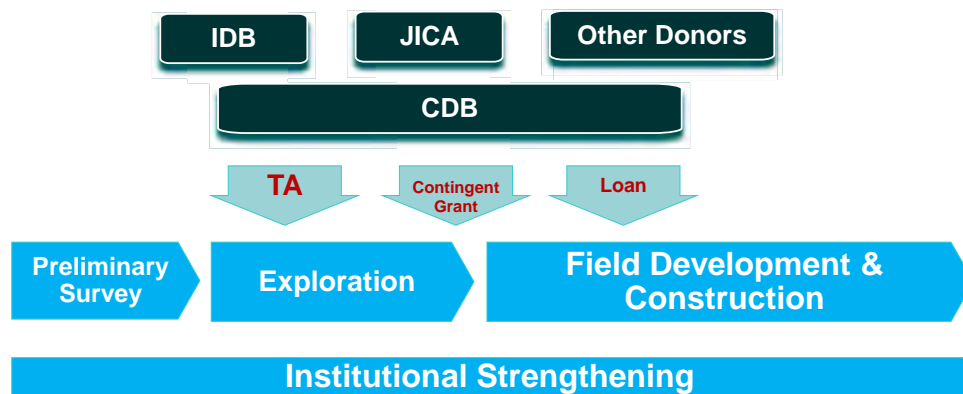 IDB
JICA
Other Donors
CDB
TA
Contingent
Grant
Loan
Preliminary
Survey
Exploration
Field Development &
Construction
Institutional Strengthening